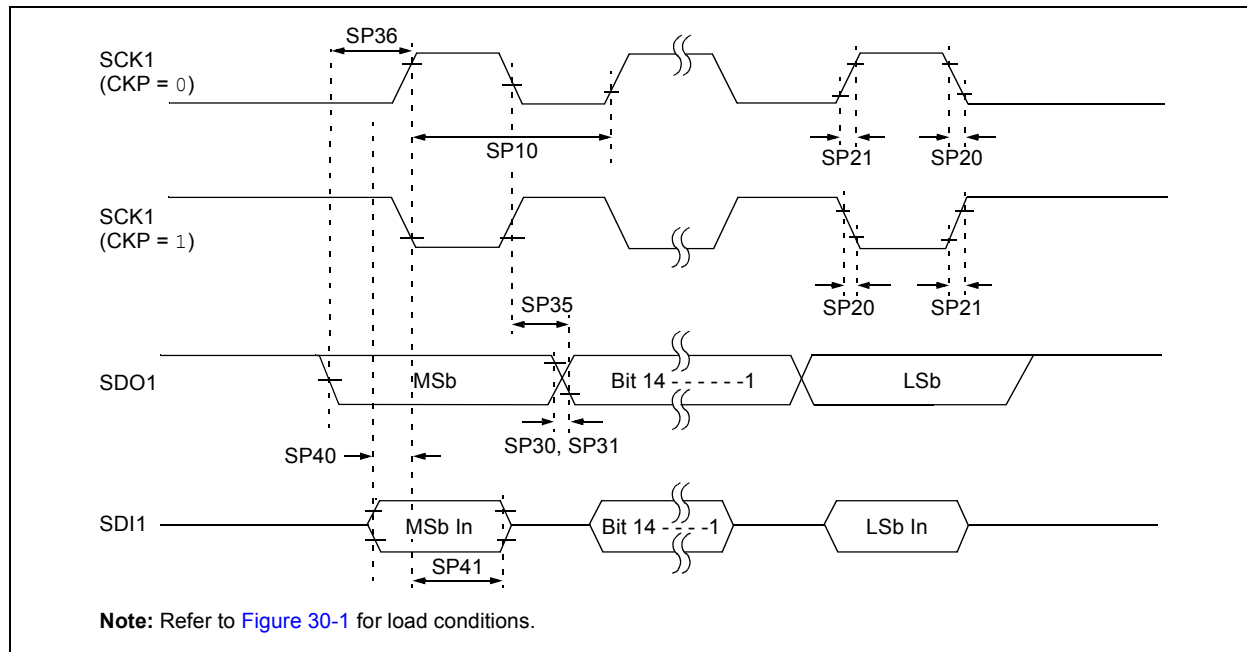 SP36
SCK1
(CKP = 0)
SP10
SP21
SP20
SCK1
(CKP = 1)
SP35
SP20
SP21
SDO1
MSb
Bit 14 - - - - - -1
LSb
SP40
SP30, SP31
SDI1
MSb In
Bit 14 - - - -1
LSb In
SP41
Note: Refer to Figure 30-1 for load conditions.